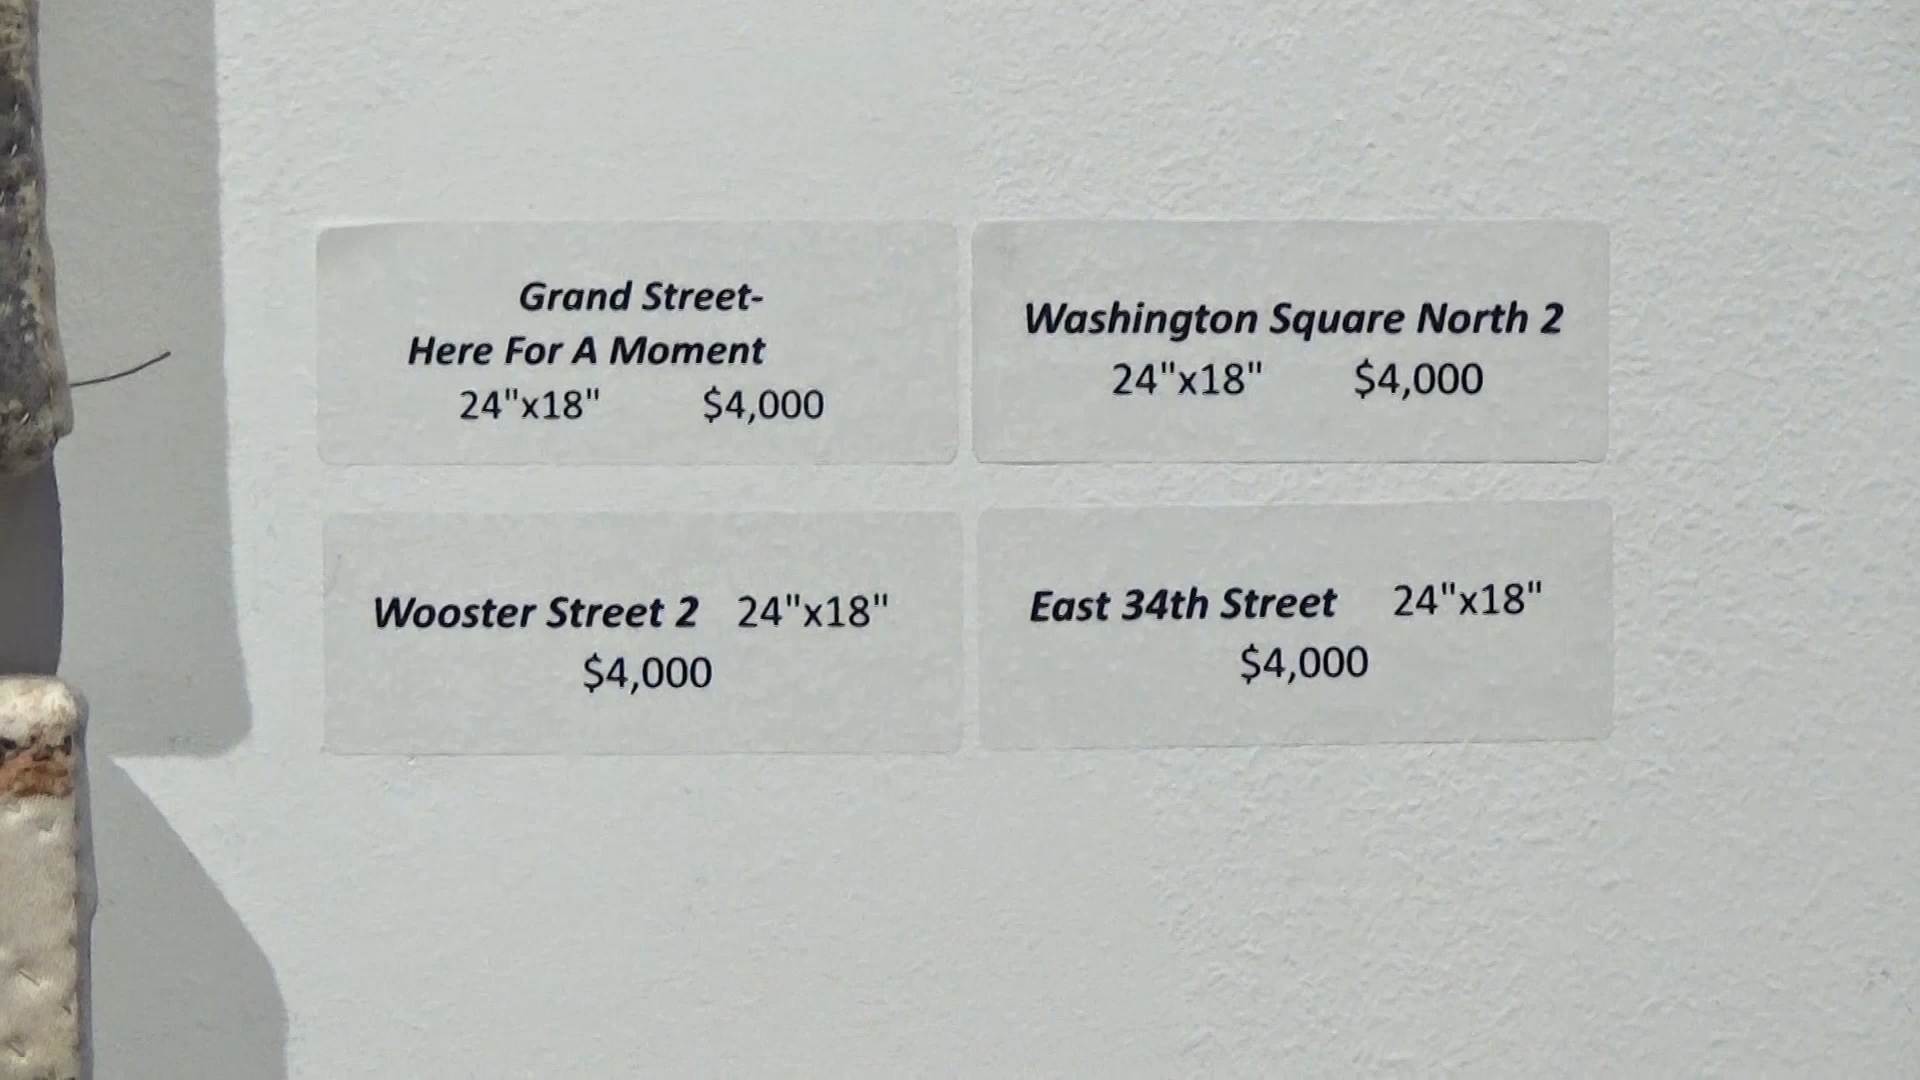 Grand Street-
Here For A Moment
24"x18" $4,000
Washington Square North 2
24"x18" $4,000
Wooster Street 2 24"x18"
$4,000
East 34th Street 24"x18"
$4,000